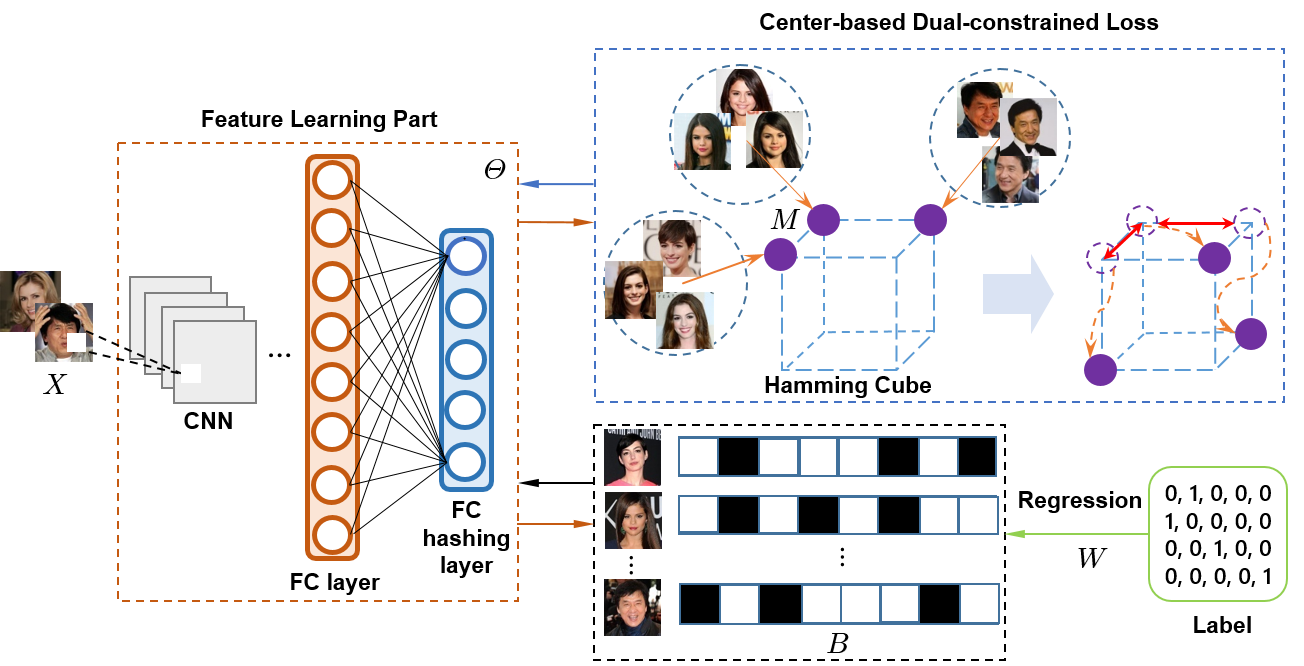 Center-based Dual-constrained Loss
Feature Learning Part
Θ
M
X
CNN
...
Hamming Cube
FC layer
FC
hashing
layer
Regression
W
0, 1, 0, 0, 0
1, 0, 0, 0, 0
0, 0, 1, 0, 0
0, 0, 0, 0, 1
Label
B